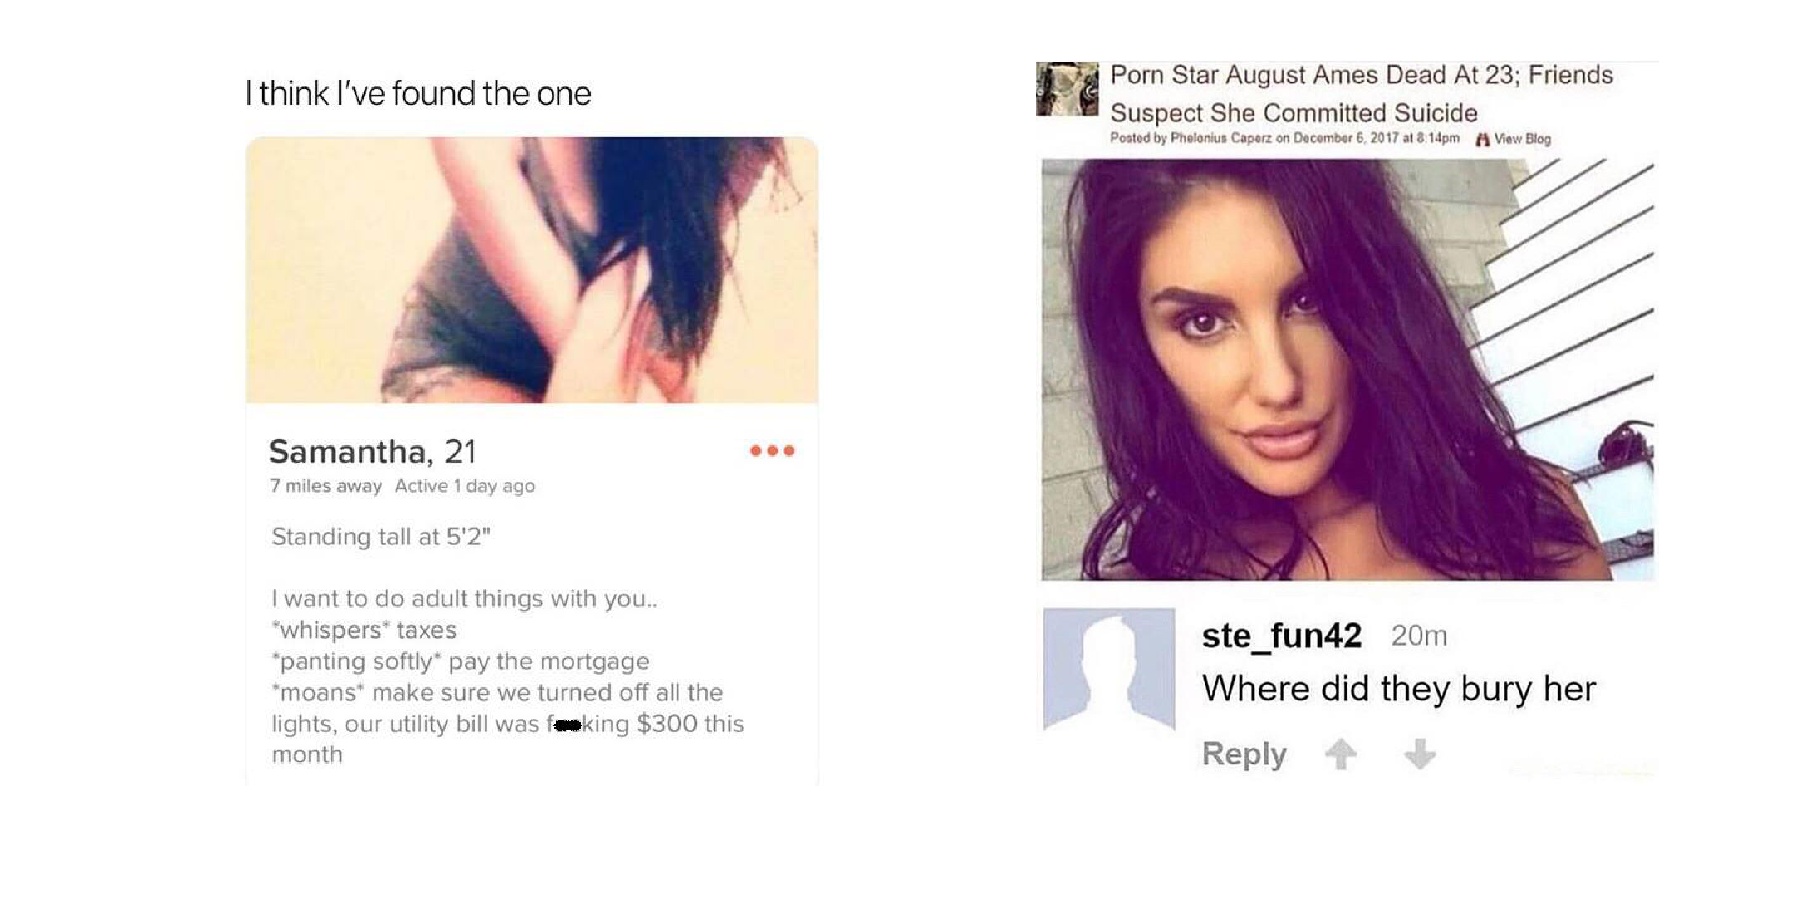 I think I've found the one
Samantha, 21
7 miles away Active 1 day ago
Standing tall at 5'2"
I want to do adult things with you..
*whispers* taxes
*panting softly* pay the mortgage
*moans* make sure we turned off all the
lights, our utility bill was f king $300 this
month
Porn Star August Ames Dead At 23; Friends
Suspect She Committed Suicide
Posted by Phelonius Caperz on December 6, 2017 at 8:14pm View Blog
ste_fun42 20m
Where did they bury her
Reply